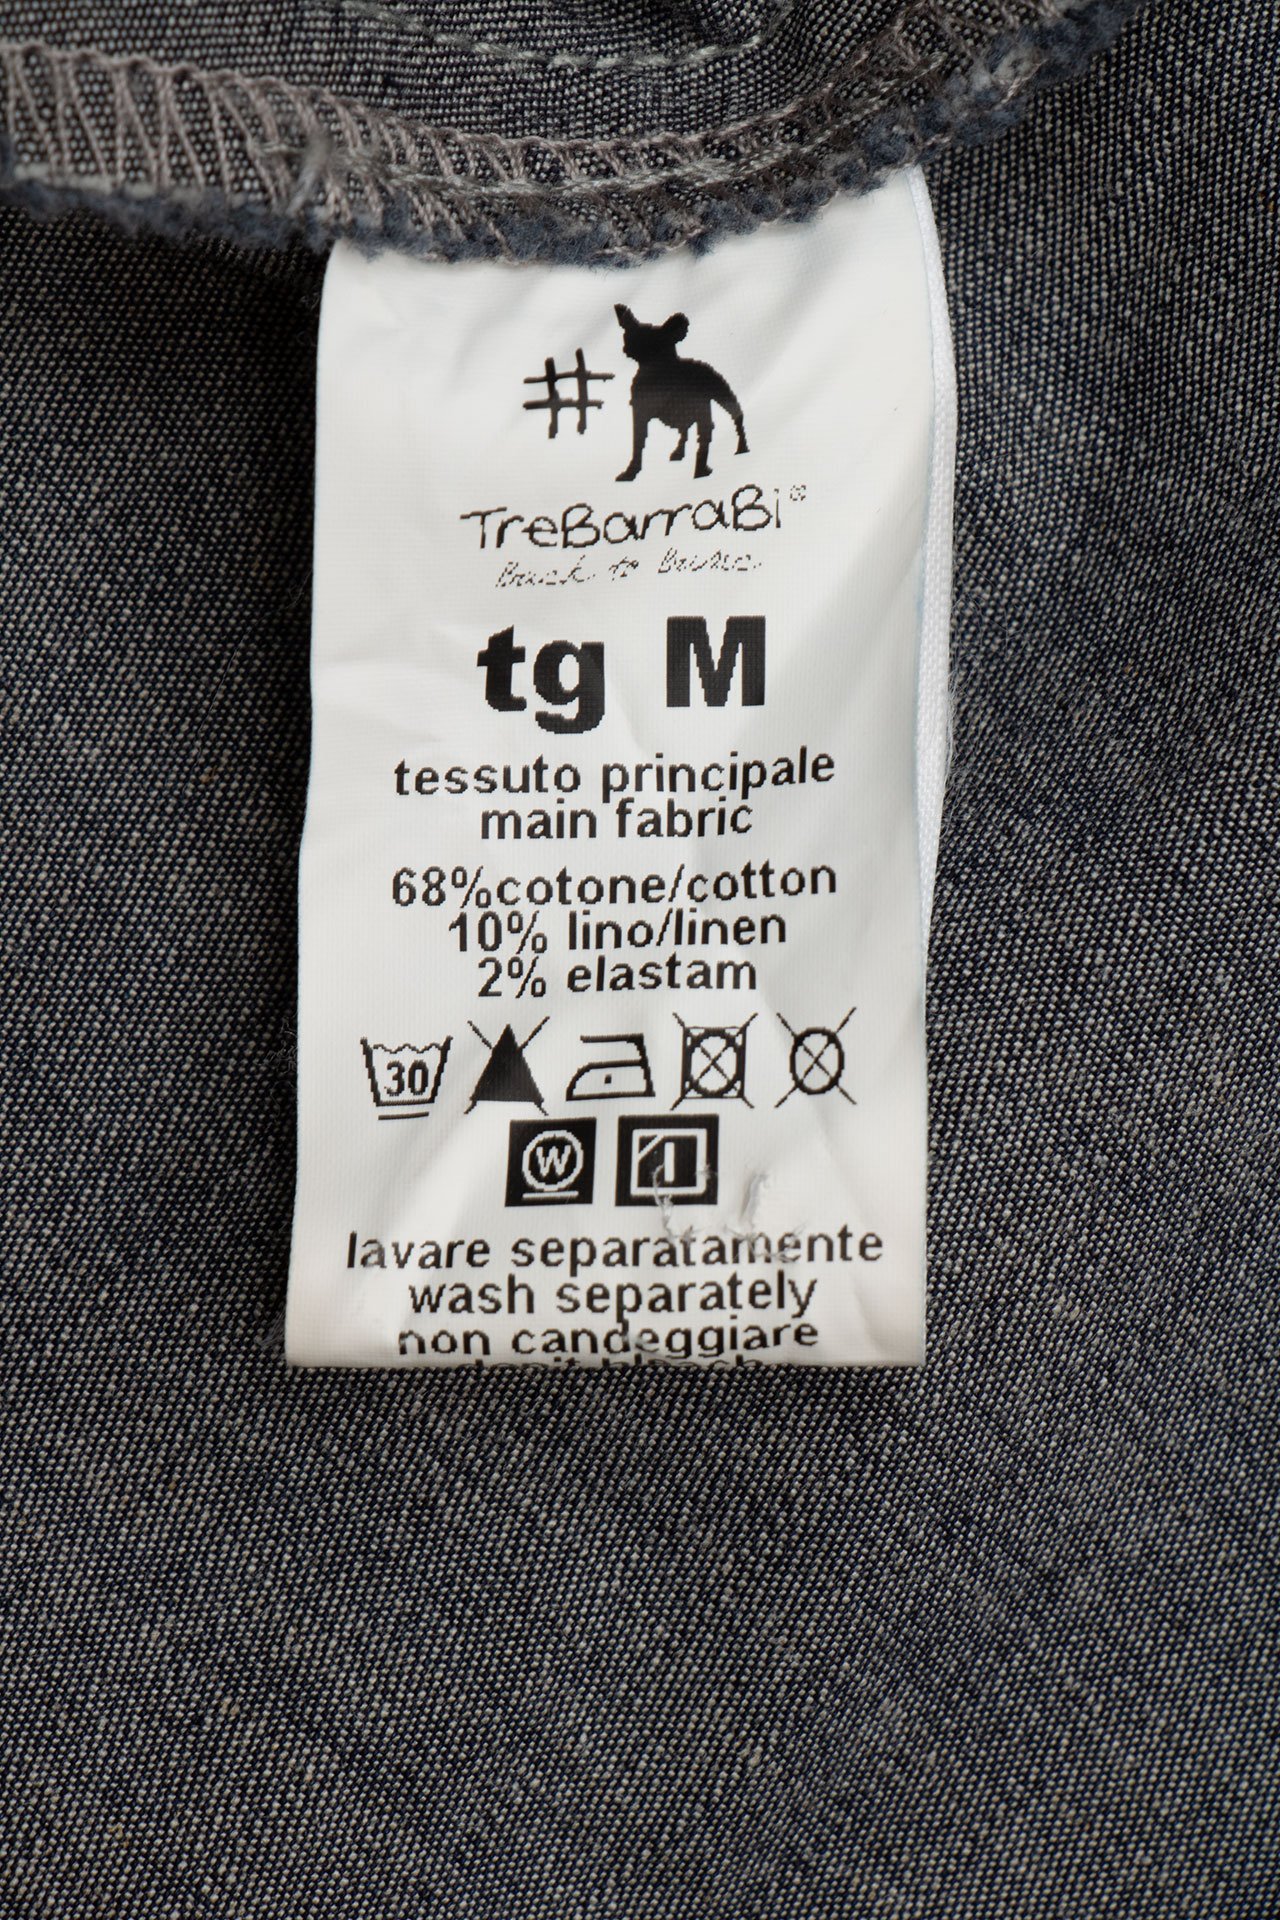 #
TreBarraBi®
tg M
tessuto principale
main fabric
68%cotone/cotton
10% lino/linen
2% elastam
30
W
lavare separatamente
wash separately
non candeggiare